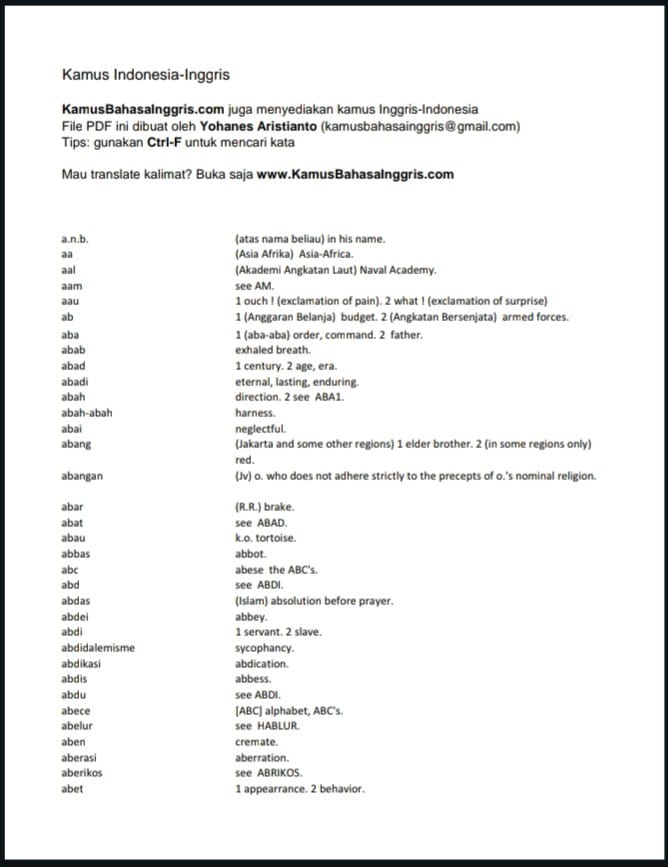 Kamus Indonesia-Inggris
KamusBahasaInggris.com juga menyediakan kamus Inggris-Indonesia
File PDF ini dibuat oleh Yohanes Aristianto (kamusbahasainggris@gmail.com)
Tips: gunakan Ctrl-F untuk mencari kata
Mau translate kalimat? Buka saja www.KamusBahasaInggris.com
a.n.b. (atas nama beliau) in his name.
aa (Asia Afrika) Asia-Africa.
aal (Akademi Angkatan Laut) Naval Academy.
aam see AM.
aau 1 ouch ! (exclamation of pain). 2 what ! (exclamation of surprise)
ab 1 (Anggaran Belanja) budget. 2 (Angkatan Bersenjata) armed forces.
aba 1 (aba-aba) order, command. 2 father.
abab exhaled breath.
abad 1 century. 2 age, era.
abadi eternal, lasting, enduring.
abah direction. 2 see ABA1.
abah-abah harness.
abai neglectful.
abang (Jakarta and some other regions) 1 elder brother. 2 (in some regions only)
red.
abangan (Jv) o. who does not adhere strictly to the precepts of o.'s nominal religion.
abar (R.R.) brake.
abat see ABAD.
abau k.o. tortoise.
abbas abbot.
abc abese the ABC's.
abd see ABDI.
abdas (Islam) absolution before prayer.
abdei abbey.
abdi 1 servant. 2 slave.
abdidalemisme sycophancy.
abdikasi abdication.
abdis abbess.
abdu see ABDI.
abece [ABC] alphabet, ABC's.
abelur see HABLUR.
aben cremate.
aberasi aberration.
aberikos see ABRIKOS.
abet 1 appearrance. 2 behavior.